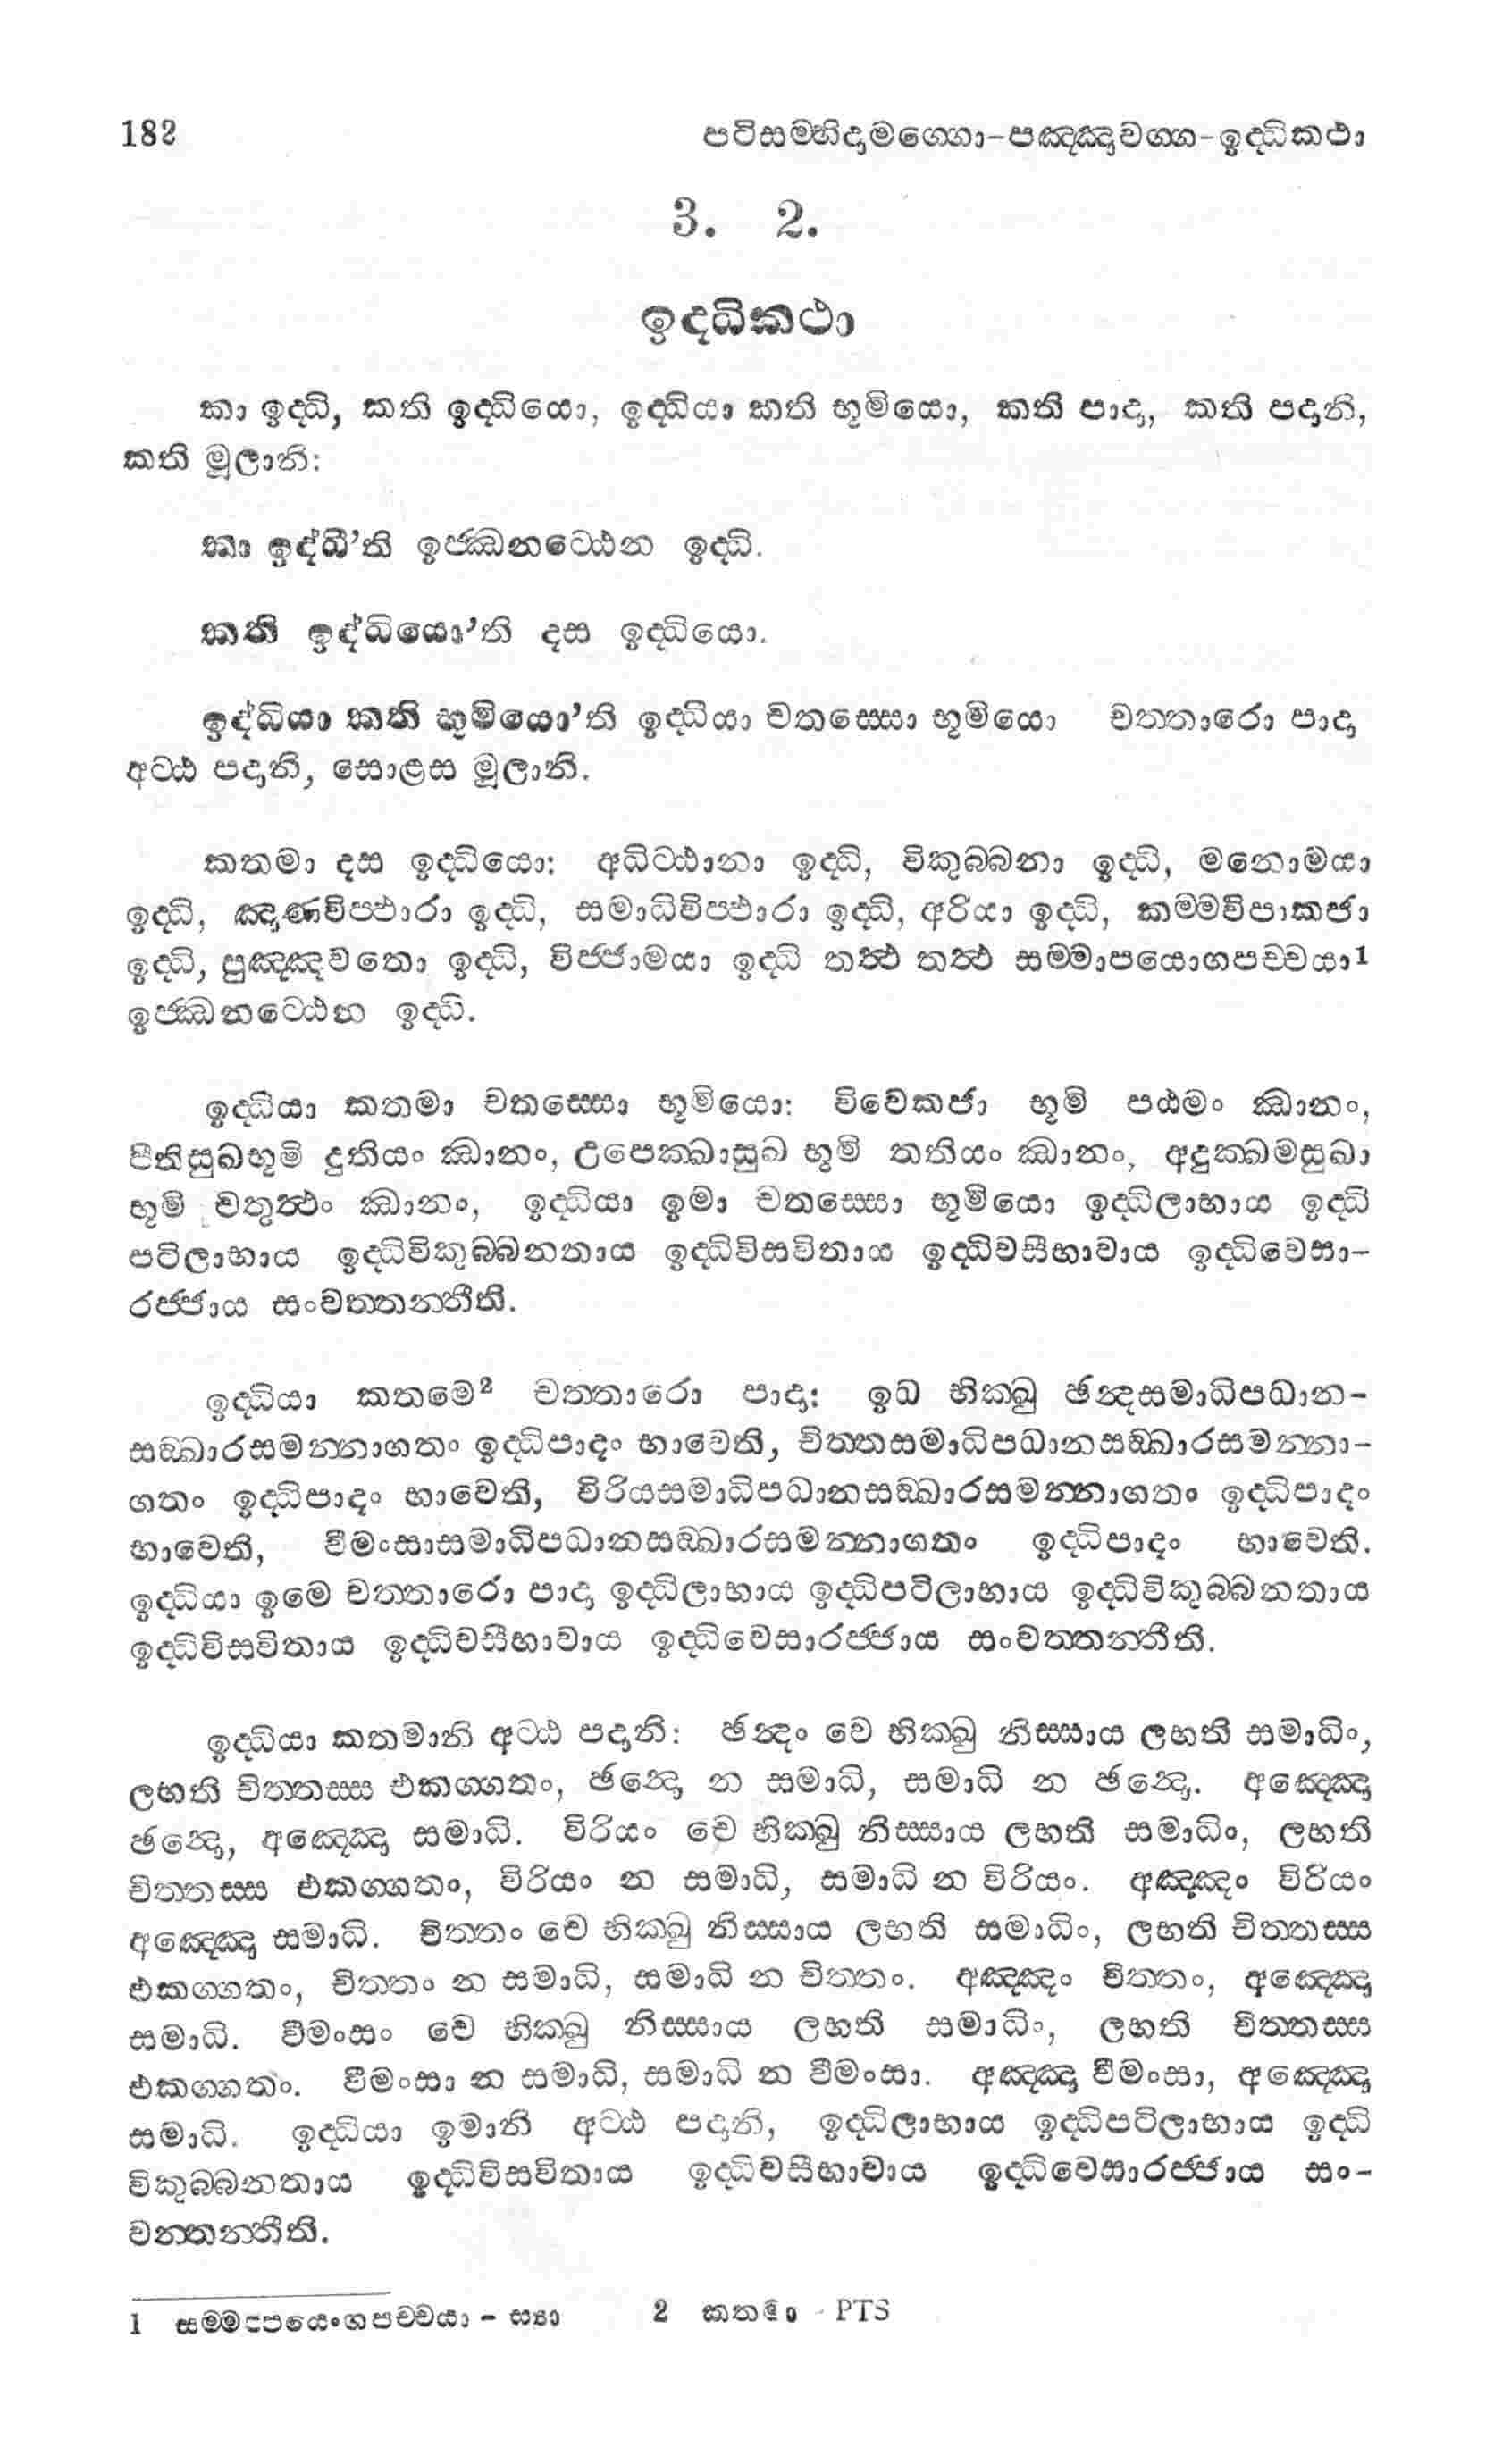 182 පටිසම්භිදාමග්ගො-පඤ්ඤාවග්ග-ඉද්ධිකථා
3. 2.
ඉද්ධිකථා
කා ඉද්ධි, කති ඉද්ධියො, ඉද්ධියා කති භූමියො, කති පාදා, කති පදානි,
කති මූලානි:
කා ඉද්ධී’ති ඉජ්ඣනට්ඨෙන ඉද්ධි.
කති ඉද්ධියො’ති දස ඉද්ධියො.
ඉද්ධියා කති භූමියො’ති ඉද්ධියා චතස්සො භූමියො චත්තාරො පාදා
අට්ඨ පදානි, සොළස මූලානි.
කතමා දස ඉද්ධියො: අධිට්ඨානා ඉද්ධි, විකුබ්බනා ඉද්ධි, මනොමයා
ඉද්ධි, ඤාණවිප්ඵාරා ඉද්ධි, සමාධිවිප්ඵාරා ඉද්ධි, අරියා ඉද්ධි, කම්මවිපාකජා
ඉද්ධි, පුඤ්ඤවතො ඉද්ධි, විජ්ජාමයා ඉද්ධි තත්ථ තත්ථ සම්මාපයොගපච්චයා1
ඉජ්ඣනට්ඨෙන ඉද්ධි.
ඉද්ධියා කතමා චතස්සො භූමියො: විවෙකජා භූමි පඨමං ඣානං,
පීතිසුඛභූමි දුතියං ඣානං, උපෙක්ඛාසුඛ භූමි තතියං ඣානං, අදුක්ඛමසුඛා
භූමි චතුත්ථං ඣානං, ඉද්ධියා ඉමා චතස්සො භූමියො ඉද්ධිලාභාය ඉද්ධි
පටිලාභාය ඉද්ධිවිකුබ්බනතාය ඉද්ධිවිසවිතාය ඉද්ධිවසීභාවාය ඉද්ධිවෙසා-
රජ්ජාය සංවත්තන්තීති.
ඉද්ධියා කතමෙ2 චත්තාරො පාදා: ඉධ භික්ඛු ඡන්දසමාධිපධාන-
සඞ්ඛාරසමන්නාගතං ඉද්ධිපාදං භාවෙති, චිත්තසමාධිපධානසඞ්ඛාරසමන්නා-
ගතං ඉද්ධිපාදං භාවෙති, විරියසමාධිපධානසඞ්ඛාරසමන්නාගතං ඉද්ධිපාදං
භාවෙති, වීමංසාසමාධිපධානසඞ්ඛාරසමන්නාගතං ඉද්ධිපාදං භාවෙති.
ඉද්ධියා ඉමෙ චත්තාරො පාදා ඉද්ධිලාභාය ඉද්ධිපටිලාභාය ඉද්ධිවිකුබ්බනතාය
ඉද්ධිවිසවිතාය ඉද්ධිවසීභාවාය ඉද්ධිවෙසාරජ්ජාය සංවත්තන්තීති.
ඉද්ධියා කතමානි අට්ඨ පදානි: ඡන්දං චෙ භික්ඛු නිස්සාය ලභති සමාධිං,
ලභති චිත්තස්ස එකග්ගතං, ඡන්දො න සමාධි, සමාධි න ඡන්දො. අඤ්ඤො
ඡන්දො, අඤ්ඤො සමාධි. විරියං චෙ භික්ඛු නිස්සාය ලභති සමාධිං, ලභති
චිත්තස්ස එකග්ගතං, විරියං න සමාධි, සමාධි න විරියං. අඤ්ඤං විරියං
අඤ්ඤො සමාධි. චිත්තං චෙ භික්ඛු නිස්සාය ලභති සමාධිං, ලභති චිත්තස්ස
එකග්ගතං, චිත්තං න සමාධි, සමාධි න චිත්තං. අඤ්ඤං චිත්තං, අඤ්ඤො
සමාධි. වීමංසං චෙ භික්ඛු නිස්සාය ලභති සමාධිං, ලභති චිත්තස්ස
එකග්ගතං. වීමංසා න සමාධි, සමාධි න වීමංසා. අඤ්ඤා වීමංසා, අඤ්ඤො
සමාධි. ඉද්ධියා ඉමානි අට්ඨ පදානි, ඉද්ධිලාභාය ඉද්ධිපටිලාභාය ඉද්ධි
විකුබ්බනතාය ඉද්ධිවිසවිතාය ඉද්ධිවසීභාවාය ඉද්ධිවෙසාරජ්ජාය සං-
වත්තන්තීති.
1 සම්මප්පයොගපච්චයා - ස්‍යා 2 කතමා - PTS